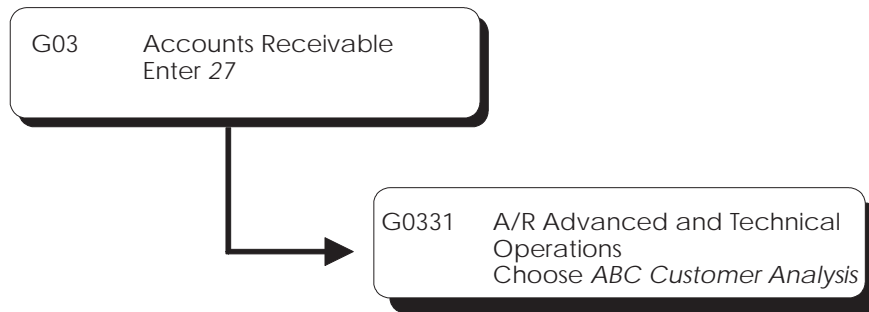 G03 Accounts Receivable
Enter 27
G0331 A/R Advanced and Technical
Operations
Choose ABC Customer Analysis